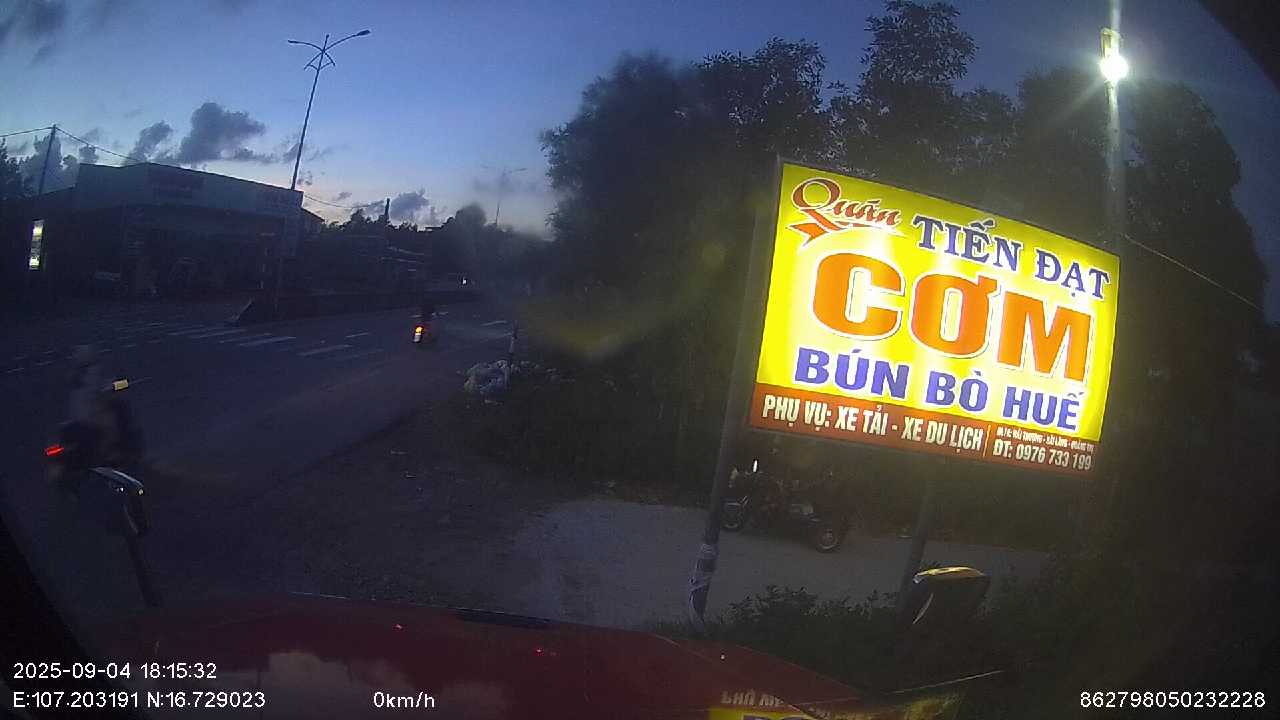 Quán
TIẾN ĐẠT
CƠM
BÚN BÒ HUẾ
PHỤ VỤ: XE TẢI - XE DU LỊCH
ĐT: 0976 733 199
2025-09-04 18:15:32
E:107.203191 N:16.729023
0km/h
862798050232228